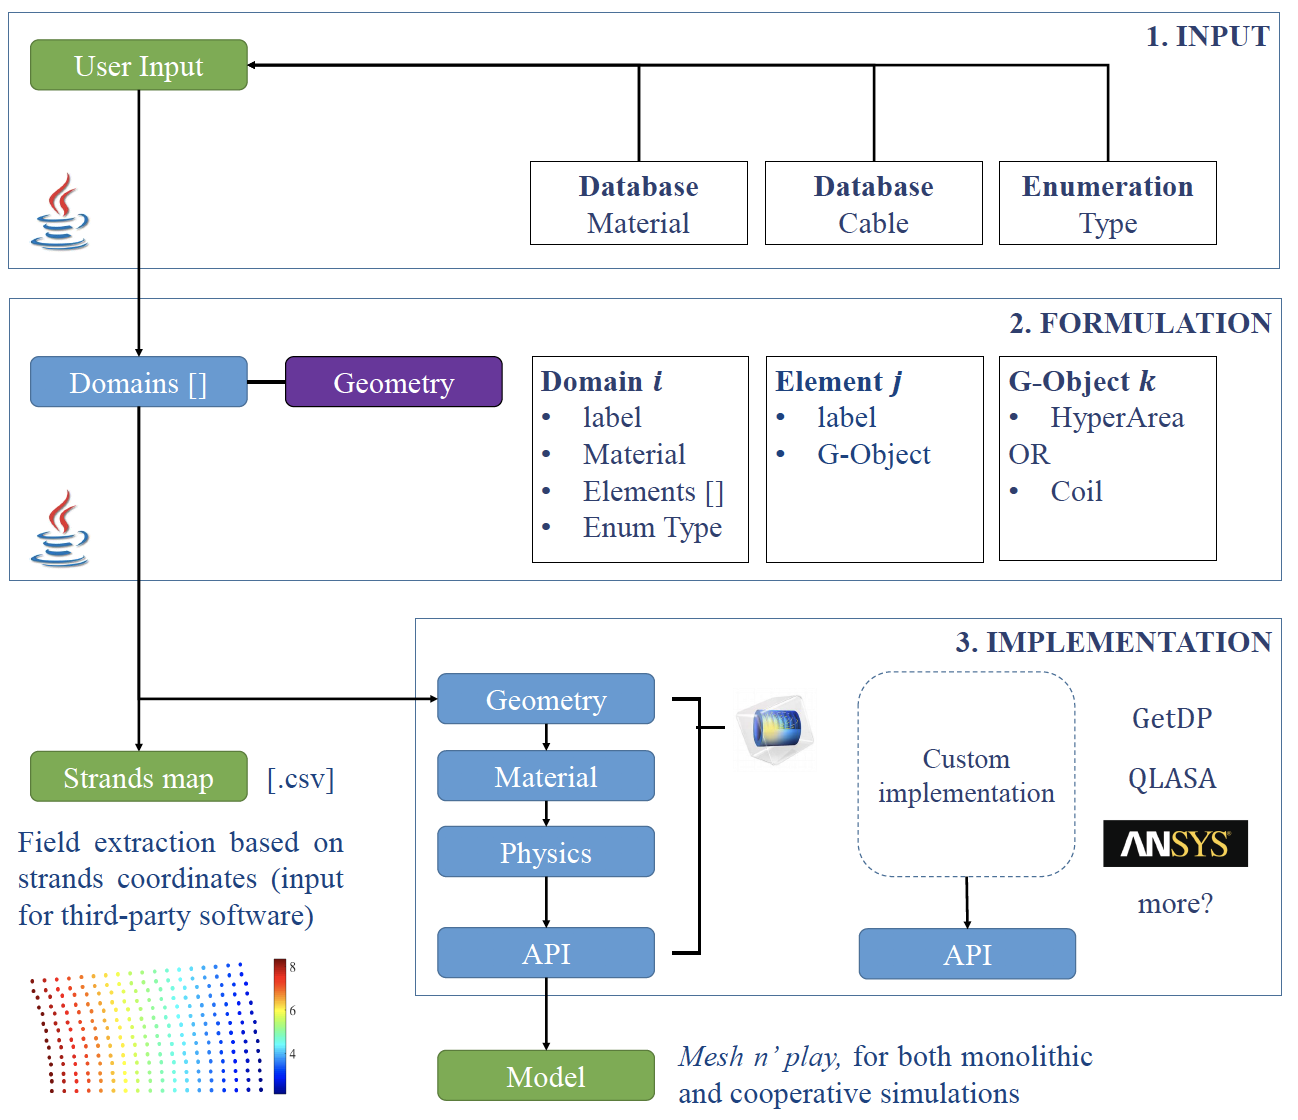 1. INPUT
User Input
Database
Material
Database
Cable
Enumeration
Type
2. FORMULATION
Domains []
Geometry
Domain i
• label
• Material
• Elements []
• Enum Type
Element j
• label
• G-Object
G-Object k
• HyperArea
OR
• Coil
3. IMPLEMENTATION
Geometry
Material
Physics
API
Custom
implementation
API
GetDP
QLASA
ANSYS®
more?
Strands map
[.csv]
Field extraction based on
strands coordinates (input
for third-party software)
8
6
4
Model
Mesh n’ play, for both monolithic
and cooperative simulations